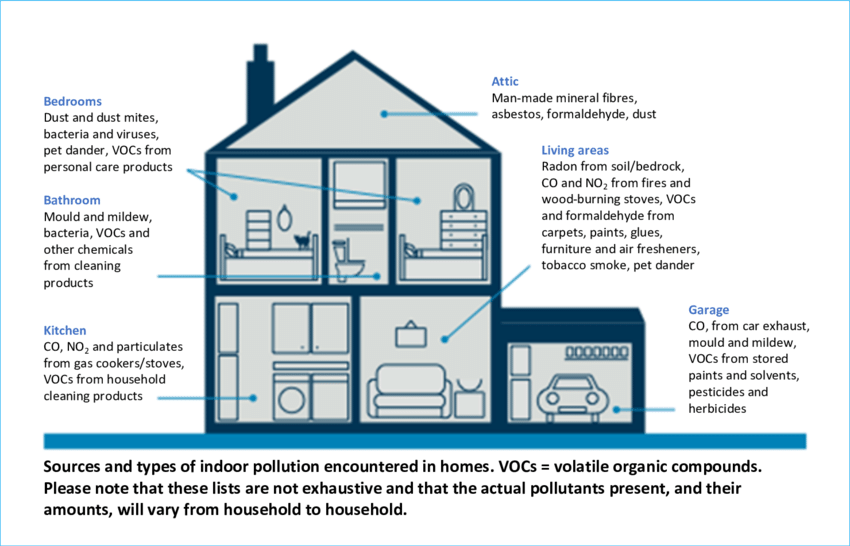 Bedrooms
Dust and dust mites,
bacteria and viruses,
pet dander, VOCs from
personal care products
Bathroom
Mould and mildew,
bacteria, VOCs and
other chemicals
from cleaning
products
Kitchen
CO, NO₂ and particulates
from gas cookers/stoves,
VOCs from household
cleaning products
Attic
Man-made mineral fibres,
asbestos, formaldehyde, dust
Living areas
Radon from soil/bedrock,
CO and NO₂ from fires and
wood-burning stoves, VOCs
and formaldehyde from
carpets, paints, glues,
furniture and air fresheners,
tobacco smoke, pet dander
Garage
CO, from car exhaust,
mould and mildew,
VOCs from stored
paints and solvents,
pesticides and
herbicides
Sources and types of indoor pollution encountered in homes. VOCs = volatile organic compounds.
Please note that these lists are not exhaustive and that the actual pollutants present, and their
amounts, will vary from household to household.